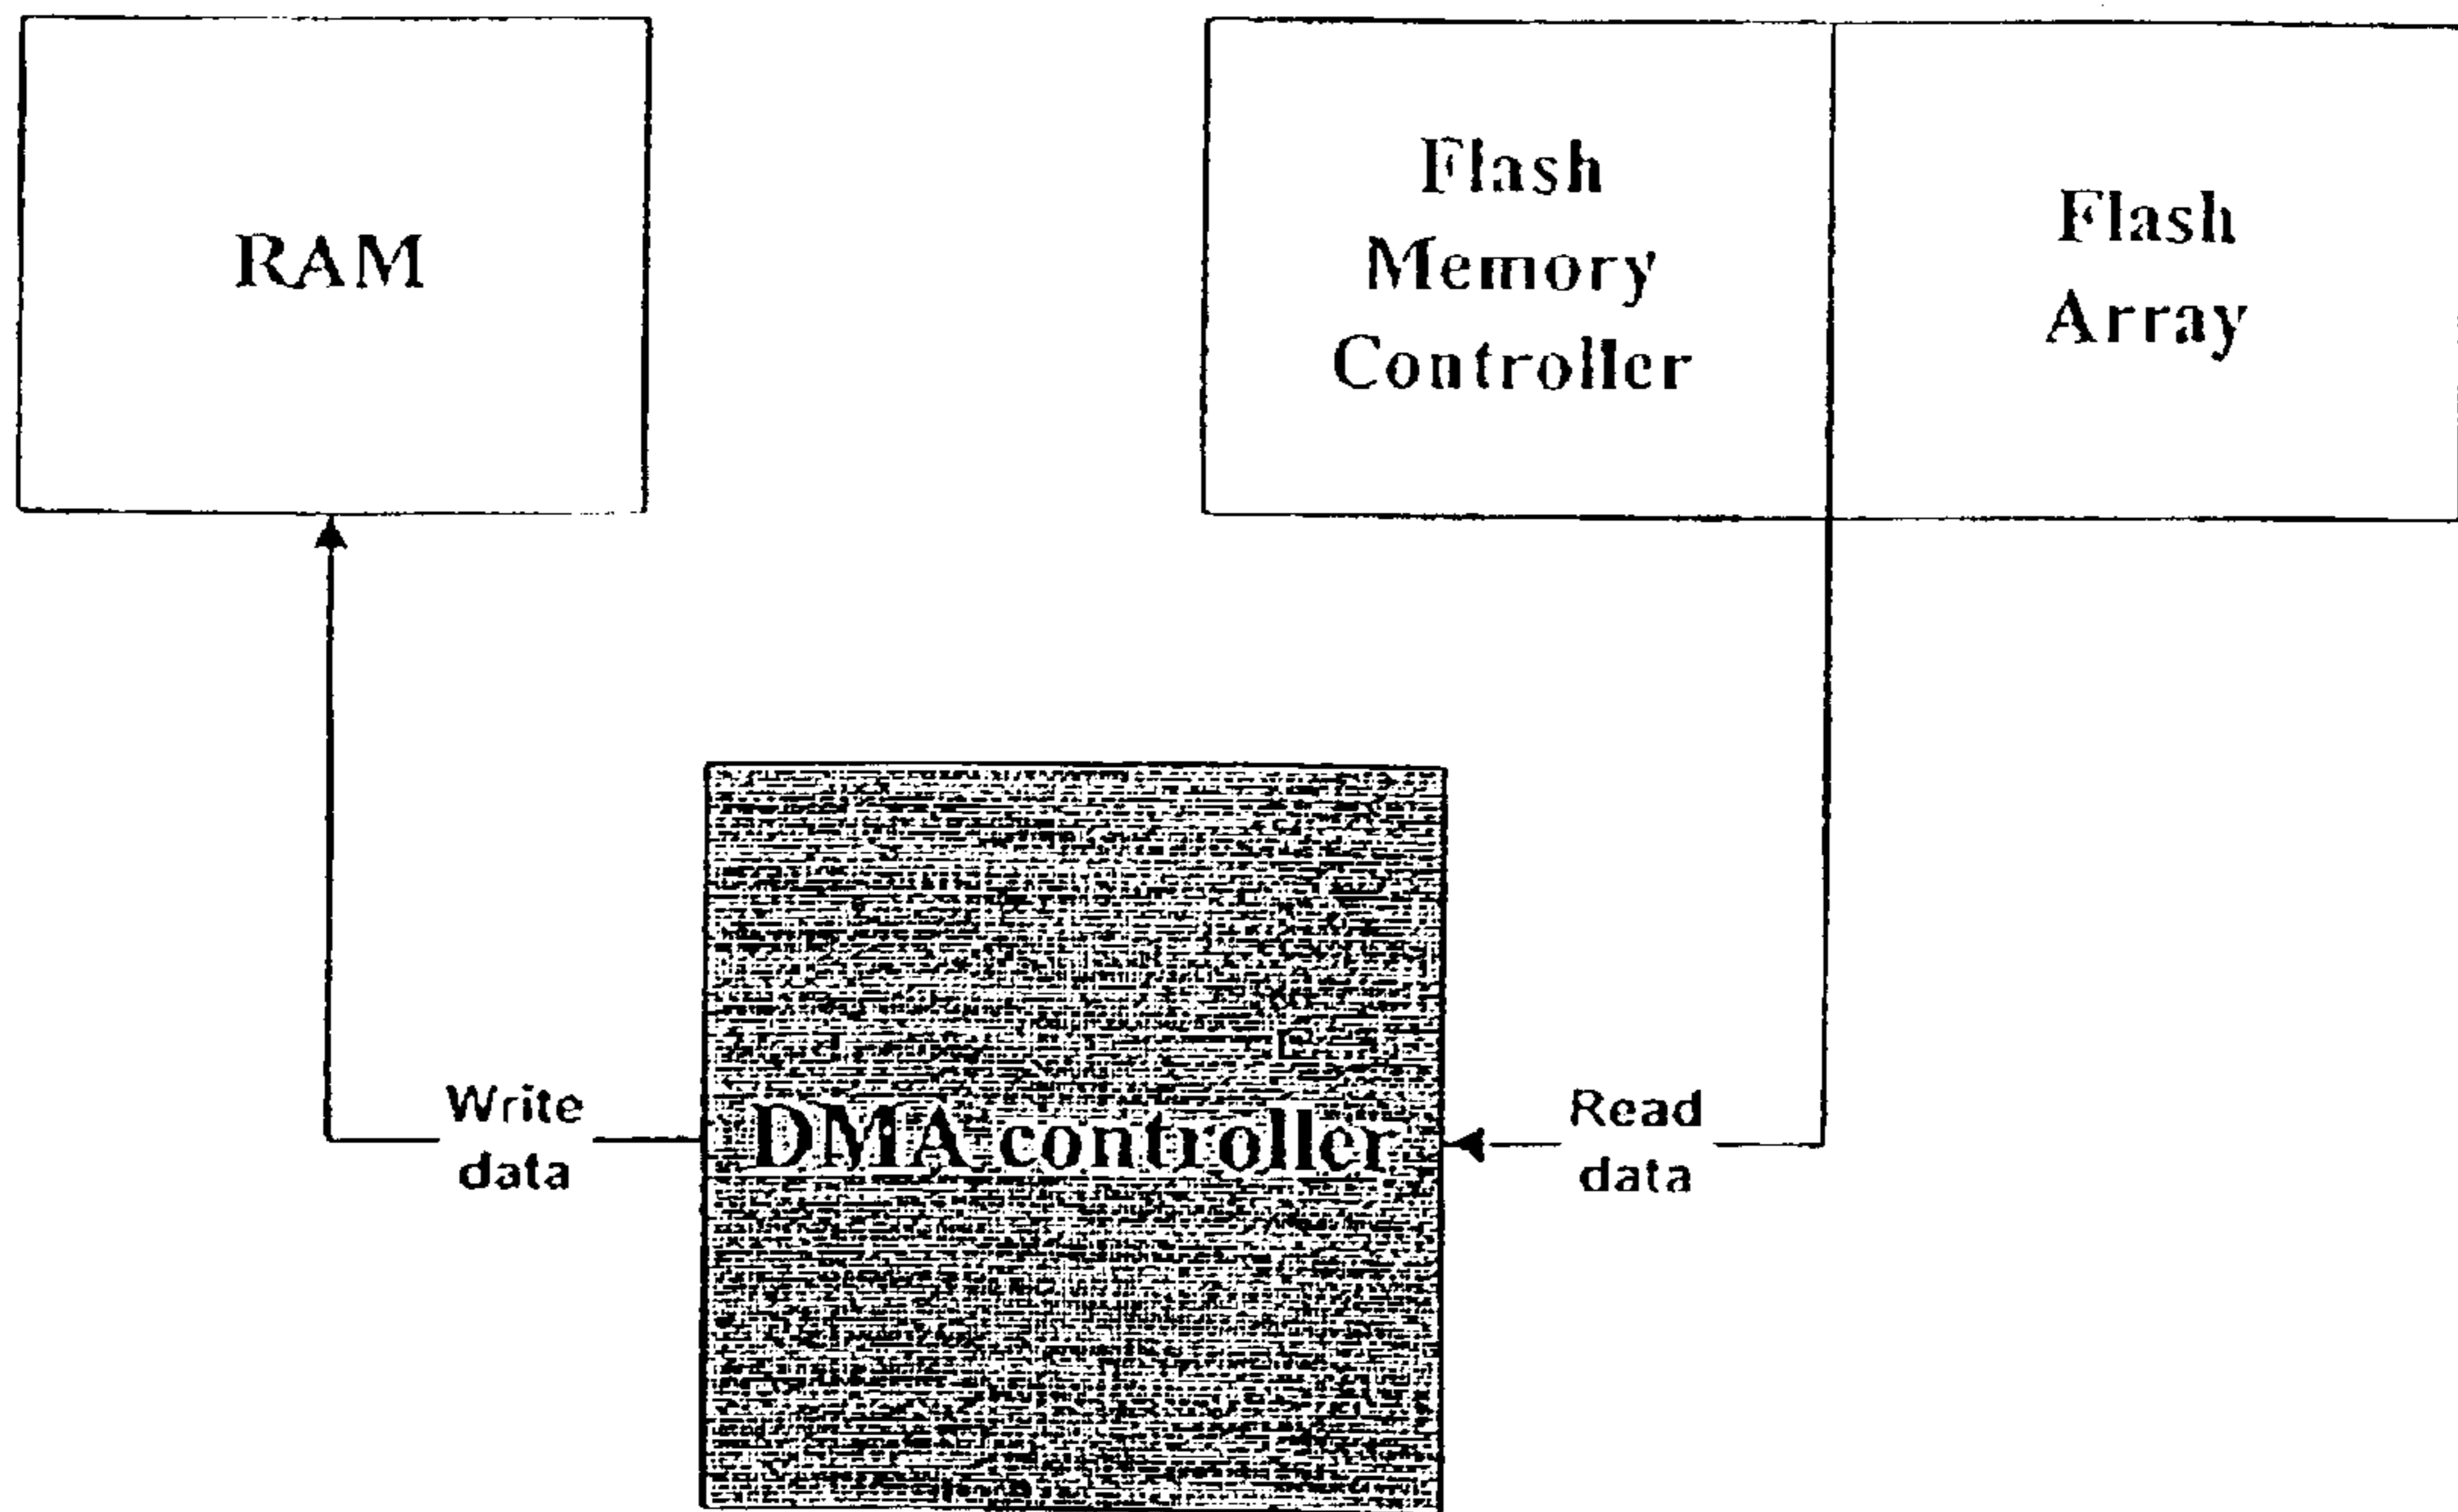 RAM
Flash
Memory
Controller
Flash
Array
Write
data
DMA controller
Read
data